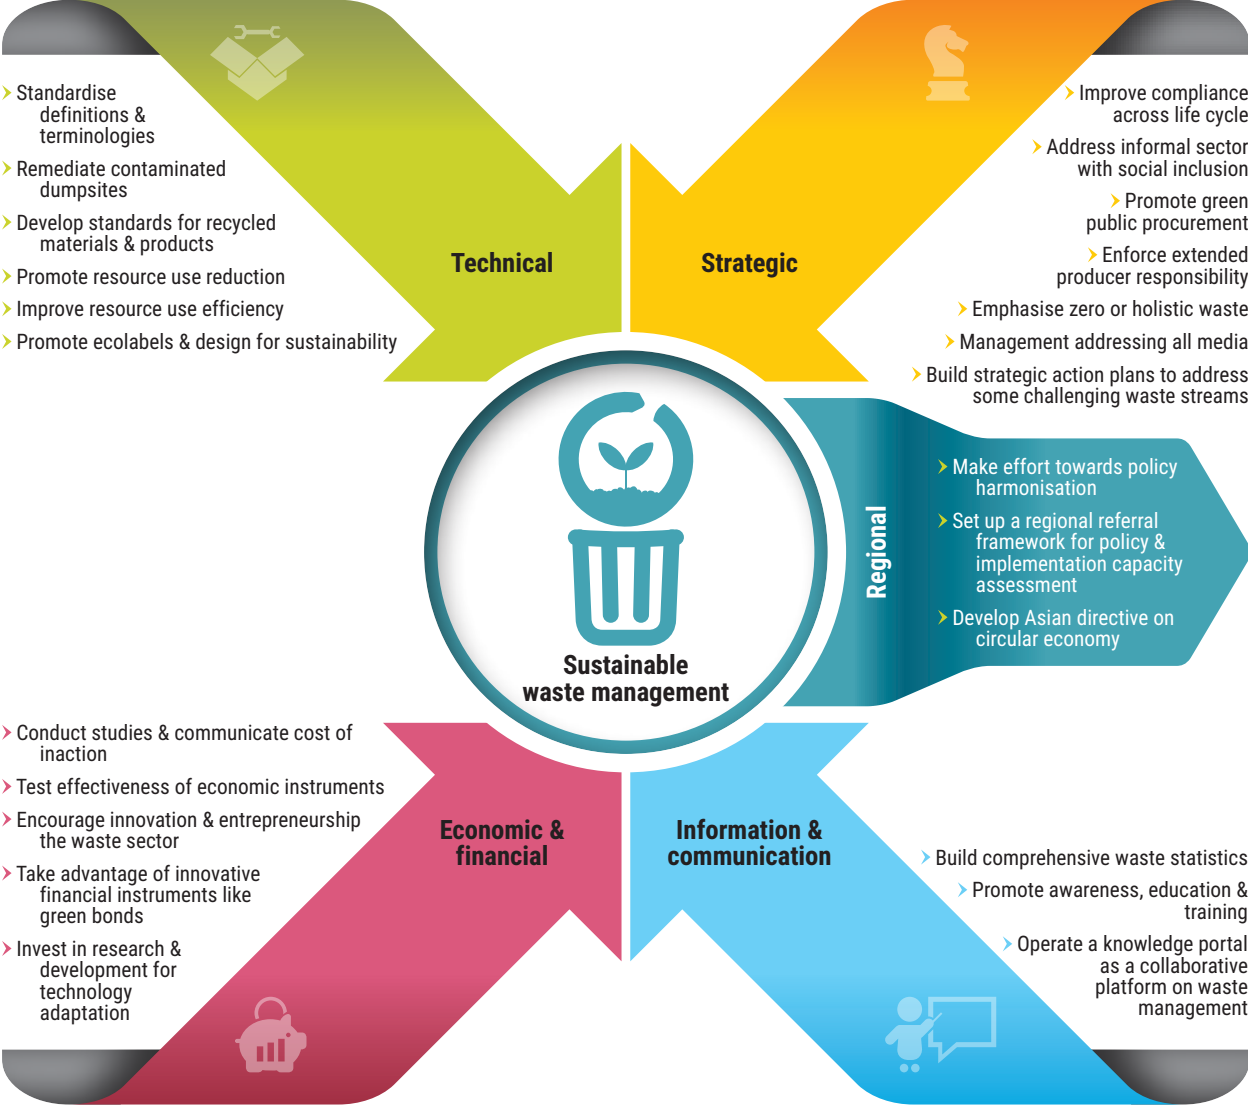 Standardise
definitions &
terminologies
Remediate contaminated
dumpsites
Develop standards for recycled
materials & products
Promote resource use reduction
Improve resource use efficiency
Promote ecolabels & design for sustainability
Technical
Strategic
Improve compliance
across life cycle
Address informal sector
with social inclusion
Promote green
public procurement
Enforce extended
producer responsibility
Emphasise zero or holistic waste
Management addressing all media
Build strategic action plans to address
some challenging waste streams
Regional
Make effort towards policy
harmonisation
Set up a regional referral
framework for policy &
implementation capacity
assessment
Develop Asian directive on
circular economy
Sustainable
waste management
Conduct studies & communicate cost of
inaction
Test effectiveness of economic instruments
Encourage innovation & entrepreneurship
the waste sector
Take advantage of innovative
financial instruments like
green bonds
Invest in research &
development for
technology
adaptation
Economic &
financial
Information &
communication
Build comprehensive waste statistics
Promote awareness, education &
training
Operate a knowledge portal
as a collaborative
platform on waste
management